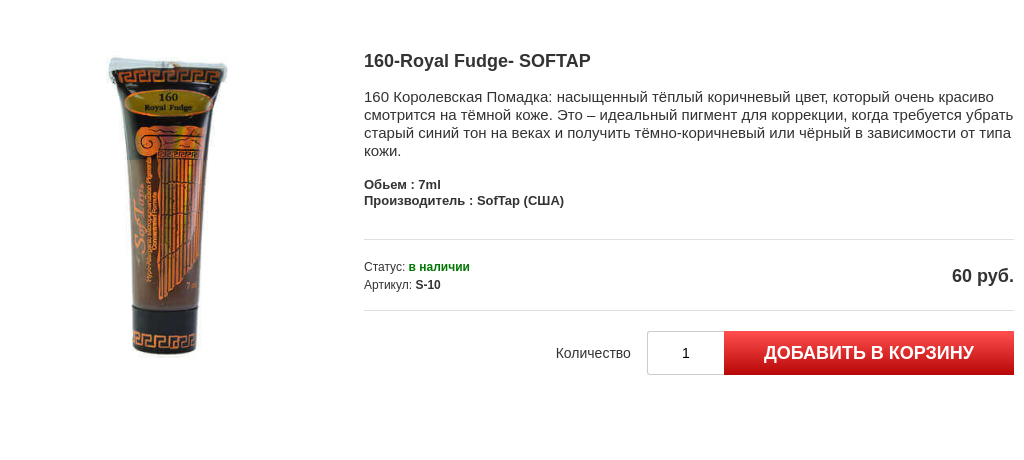 160-Royal Fudge- SOFTAP
160 Королевская Помадка: насыщенный тёплый коричневый цвет, который очень красиво
смотрится на тёмной коже. Это – идеальный пигмент для коррекции, когда требуется убрать
старый синий тон на веках и получить тёмно-коричневый или чёрный в зависимости от типа
кожи.
Обьем : 7ml
Производитель : SofTap (США)
Статус: в наличии
Артикул: S-10
60 руб.
Количество 1 ДОБАВИТЬ В КОРЗИНУ
160
Royal Fudge
SofTap
7 ml